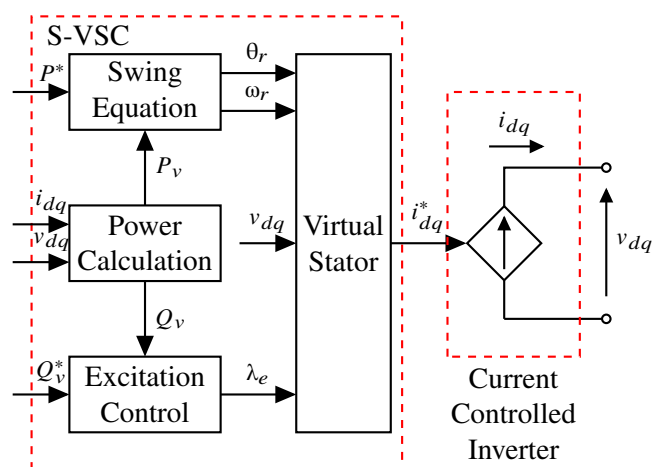 S-VSC
P*
Swing
Equation
θr
ωr
Pv
idq
vdq
Power
Calculation
vdq
Virtual
Stator
i*dq
idq
vdq
Qv
Q*v
Excitation
Control
λe
Current
Controlled
Inverter